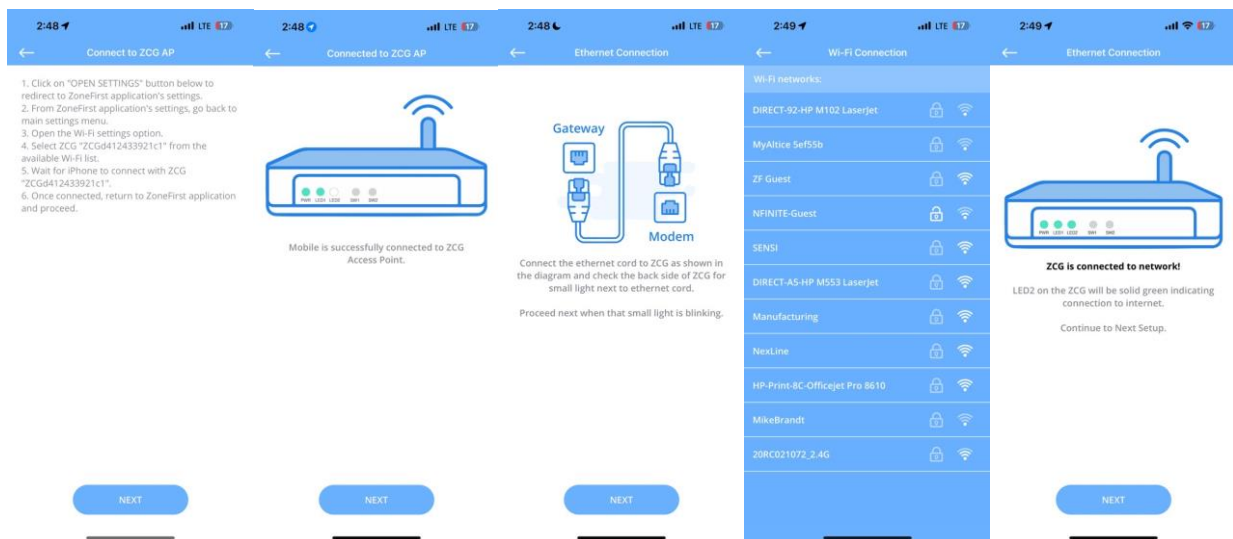 2:48
LTE 17
Connect to ZCG AP
1. Click on "OPEN SETTINGS" button below to
redirect to ZoneFirst application's settings.
2. From ZoneFirst application's settings, go back to
main settings menu.
3. Open the Wi-Fi settings option.
4. Select ZCG "ZCGd412433921c1" from the
available Wi-Fi list.
5. Wait for iPhone to connect with ZCG
"ZCGd412433921c1".
6. Once connected, return to ZoneFirst application
and proceed.
NEXT
2:48
LTE 17
Connected to ZCG AP
PWR LED1 LED2 SW1 SW2
Mobile is successfully connected to ZCG
Access Point.
NEXT
2:48
LTE 17
Ethernet Connection
Gateway
Modem
Connect the ethernet cord to ZCG as shown in
the diagram and check the back side of ZCG for
small light next to ethernet cord.
Proceed next when that small light is blinking.
NEXT
2:49
LTE 17
Wi-Fi Connection
Wi-Fi networks:
DIRECT-92-HP M102 LaserJet
MyAltice 5ef55b
ZF Guest
NFINITE-Guest
SENSI
DIRECT-A5-HP M553 LaserJet
Manufacturing
NexLine
HP-Print-8C-Officejet Pro 8610
MikeBrandt
20RC021072_2.4G
2:49
17
Ethernet Connection
PWR LED1 LED2 SW1 SW2
ZCG is connected to network!
LED2 on the ZCG will be solid green indicating
connection to internet.
Continue to Next Setup.
NEXT